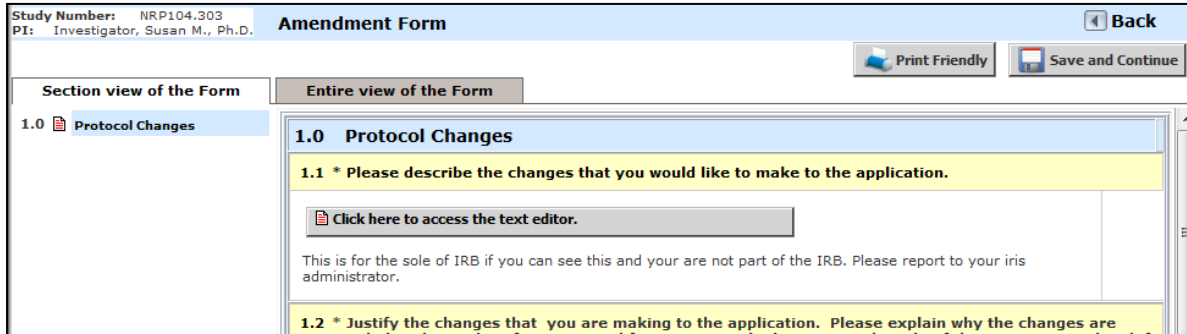 Study Number: NRP104.303
PI: Investigator, Susan M., Ph.D.
Amendment Form
Back
Print Friendly
Save and Continue
Section view of the Form
Entire view of the Form
1.0 Protocol Changes
1.0 Protocol Changes
1.1 * Please describe the changes that you would like to make to the application.
Click here to access the text editor.
This is for the sole of IRB if you can see this and your are not part of the IRB. Please report to your iris
administrator.
1.2 * Justify the changes that you are making to the application. Please explain why the changes are